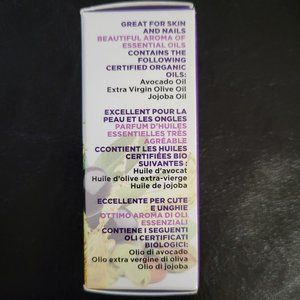 GREAT FOR SKIN
AND NAILS
BEAUTIFUL AROMA OF
ESSENTIAL OILS
CONTAINS THE
FOLLOWING
CERTIFIED ORGANIC
OILS:
Avocado Oil
Extra Virgin Olive Oil
Jojoba Oil
EXCELLENT POUR LA
PEAU ET LES ONGLES
PARFUM D'HUILES
ESSENTIELLES TRÈS
AGRÉABLE
CCONTIENT LES HUILES
CERTIFIÉES BIO
SUIVANTES :
Huile d'avocat
Huile d'olive extra-vierge
Huile de jojoba
ECCELLENTE PER CUTE
E UNGHIE
OTTIMO AROMA DI OLI
ESSENZIALI
CONTIENE I SEGUENTI
OLI CERTIFICATI
BIOLOGICI:
Olio di avocado
Olio extra vergine di oliva
Olio di jojoba